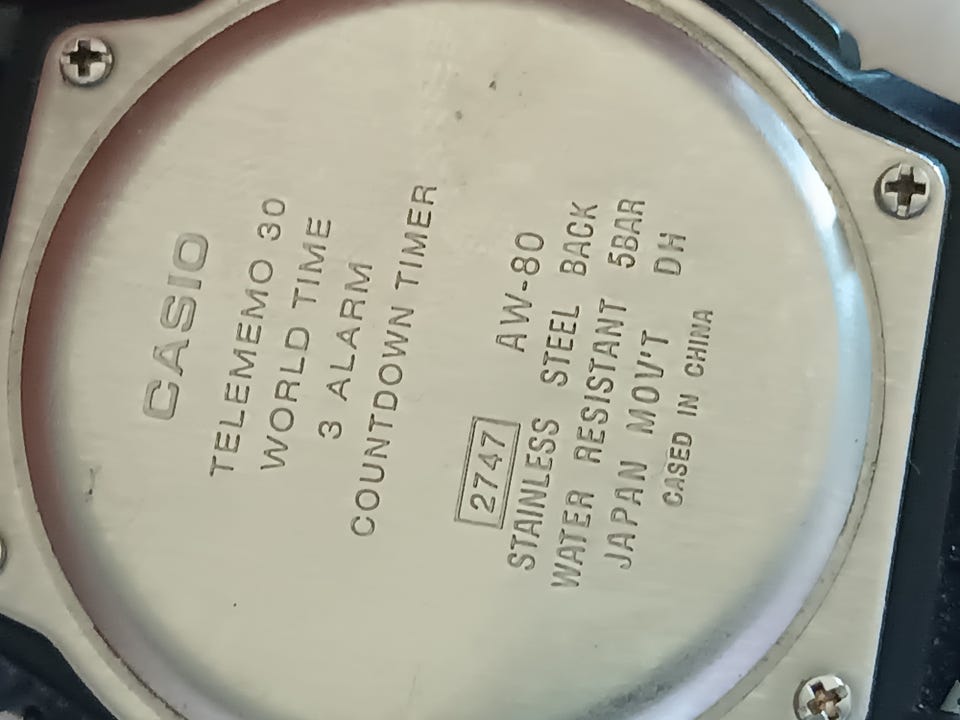 CASIO
TELEMEMO 30
WORLD TIME
3 ALARM
COUNTDOWN TIMER
2747 AW-80
STAINLESS STEEL BACK
WATER RESISTANT 5BAR
JAPAN MOV'T DH
CASED IN CHINA